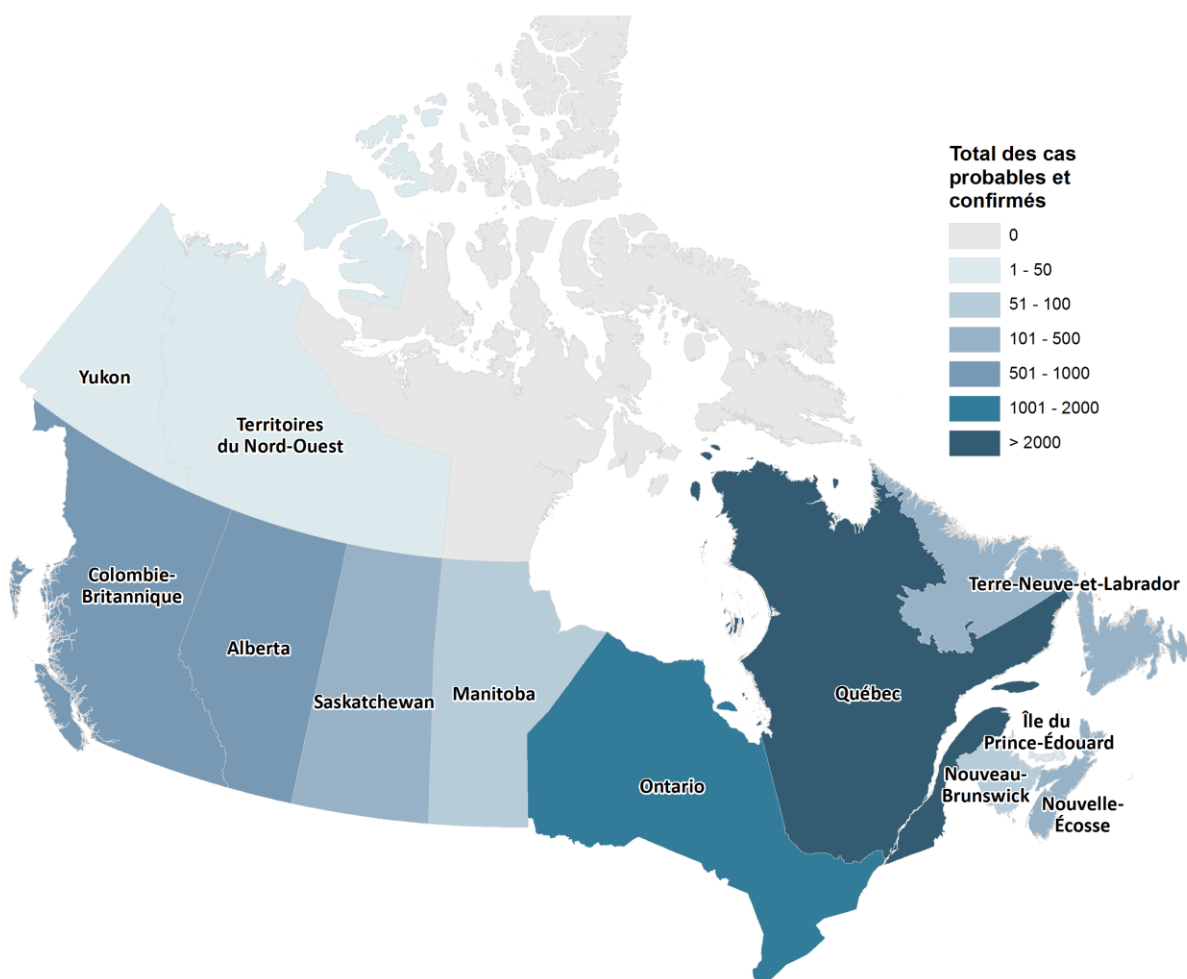 Total des cas
probables et
confirmés
0
1 - 50
51 - 100
101 - 500
501 - 1000
1001 - 2000
> 2000
Yukon
Territoires
du Nord-Ouest
Colombie-
Britannique
Alberta
Saskatchewan
Manitoba
Ontario
Québec
Terre-Neuve-et-Labrador
Île du
Prince-Édouard
Nouveau-
Brunswick
Nouvelle-
Écosse